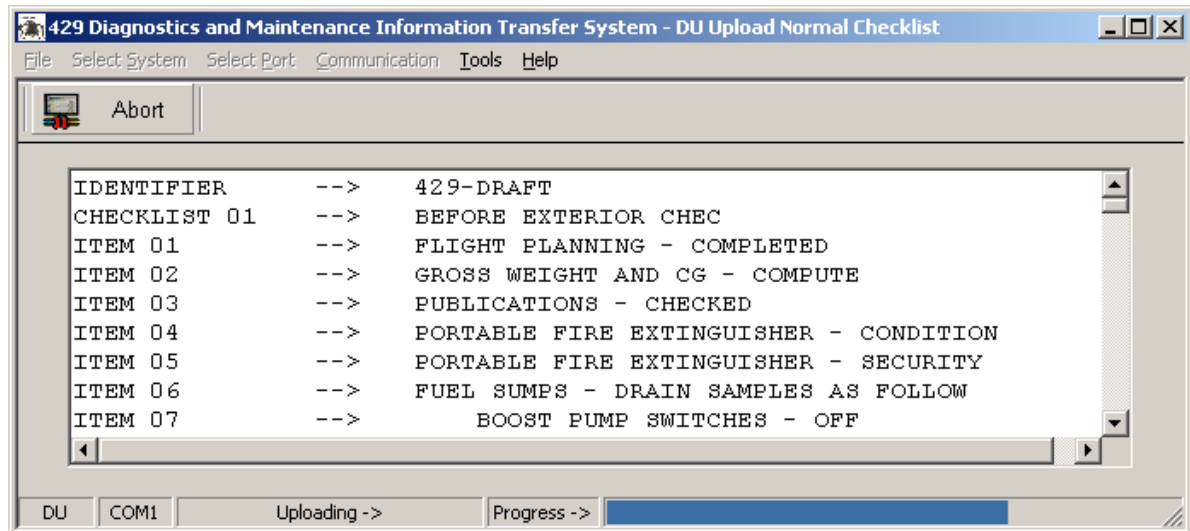 429 Diagnostics and Maintenance Information Transfer System - DU Upload Normal Checklist
File Select System Select Port Communication Tools Help
Abort
IDENTIFIER --> 429-DRAFT
CHECKLIST 01 --> BEFORE EXTERIOR CHEC
ITEM 01 --> FLIGHT PLANNING - COMPLETED
ITEM 02 --> GROSS WEIGHT AND CG - COMPUTE
ITEM 03 --> PUBLICATIONS - CHECKED
ITEM 04 --> PORTABLE FIRE EXTINGUISHER - CONDITION
ITEM 05 --> PORTABLE FIRE EXTINGUISHER - SECURITY
ITEM 06 --> FUEL SUMPS - DRAIN SAMPLES AS FOLLOW
ITEM 07 --> BOOST PUMP SWITCHES - OFF
DU COM1 Uploading -> Progress ->